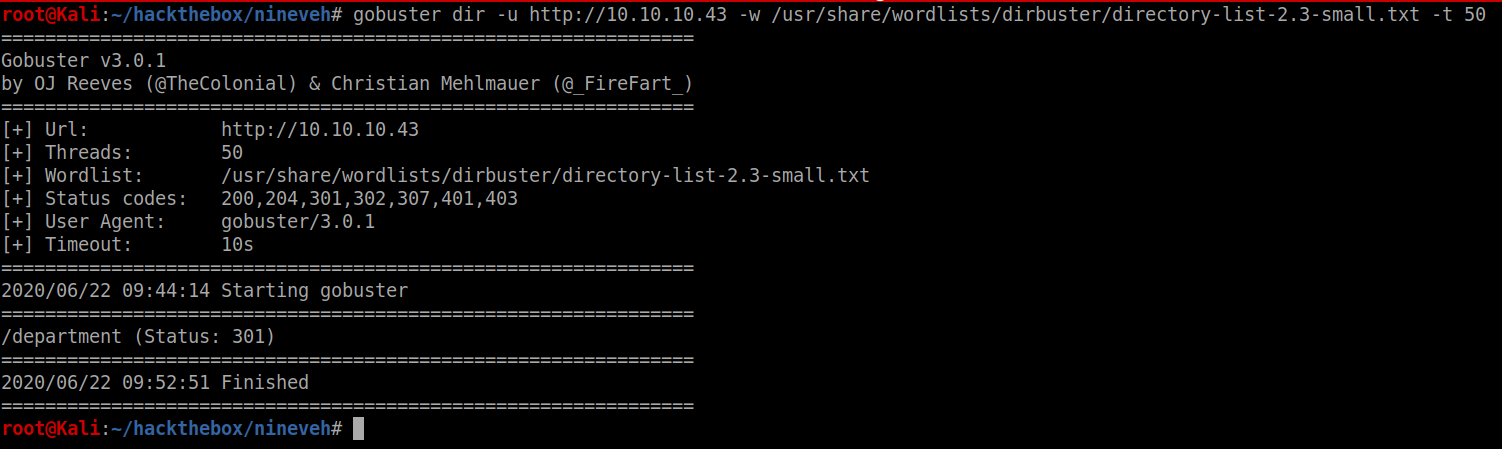 root@Kali:~/hackthebox/nineveh# gobuster dir -u http://10.10.10.43 -w /usr/share/wordlists/dirbuster/directory-list-2.3-small.txt -t 50
===============================================================
Gobuster v3.0.1
by OJ Reeves (@TheColonial) & Christian Mehlmauer (@_FireFart_)
===============================================================
[+] Url:            http://10.10.10.43
[+] Threads:        50
[+] Wordlist:       /usr/share/wordlists/dirbuster/directory-list-2.3-small.txt
[+] Status codes:   200,204,301,302,307,401,403
[+] User Agent:     gobuster/3.0.1
[+] Timeout:        10s
===============================================================
2020/06/22 09:44:14 Starting gobuster
===============================================================
/department (Status: 301)
===============================================================
2020/06/22 09:52:51 Finished
===============================================================
root@Kali:~/hackthebox/nineveh#